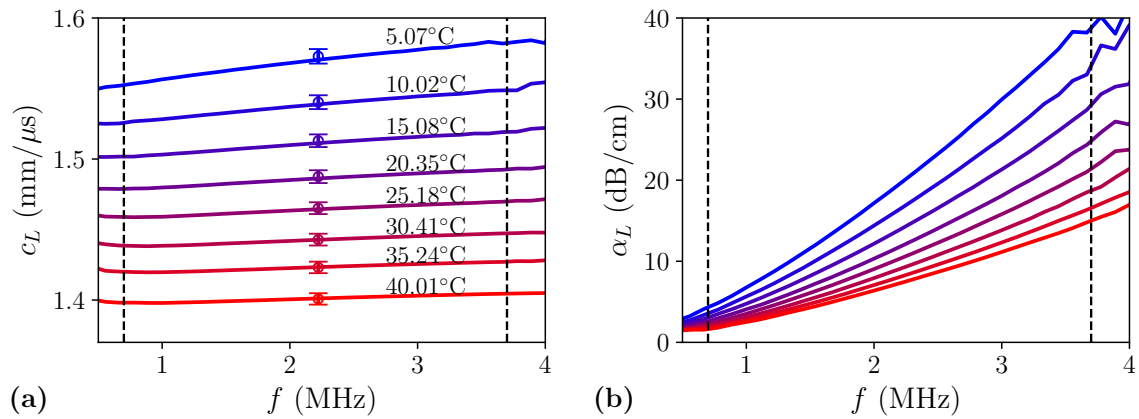 1.6
1.5
1.4
c_L (mm/μs)
5.07°C
10.02°C
15.08°C
20.35°C
25.18°C
30.41°C
35.24°C
40.01°C
1 2 3 4
f (MHz)
(a)
40
30
20
10
0
α_L (dB/cm)
1 2 3 4
f (MHz)
(b)